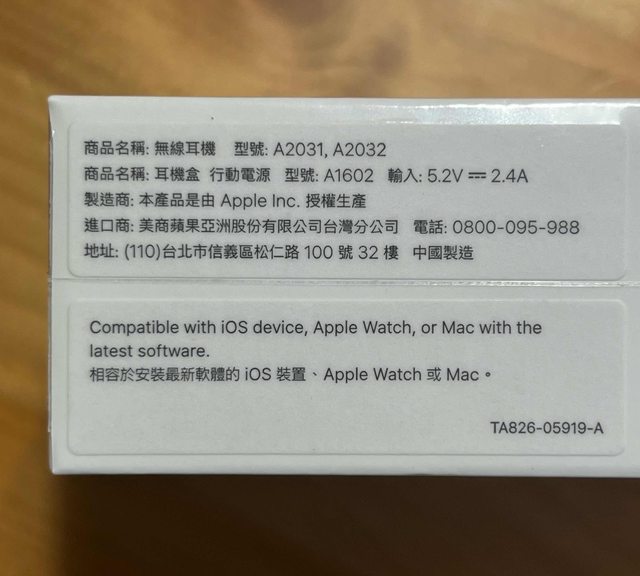 商品名稱: 無線耳機 型號: A2031, A2032
商品名稱: 耳機盒 行動電源 型號: A1602 輸入: 5.2V ⎓ 2.4A
製造商: 本產品是由 Apple Inc. 授權生產
進口商: 美商蘋果亞洲股份有限公司台灣分公司 電話: 0800-095-988
地址: (110)台北市信義區松仁路 100 號 32 樓 中國製造
Compatible with iOS device, Apple Watch, or Mac with the
latest software.
相容於安裝最新軟體的 iOS 裝置、Apple Watch 或 Mac。
TA826-05919-A